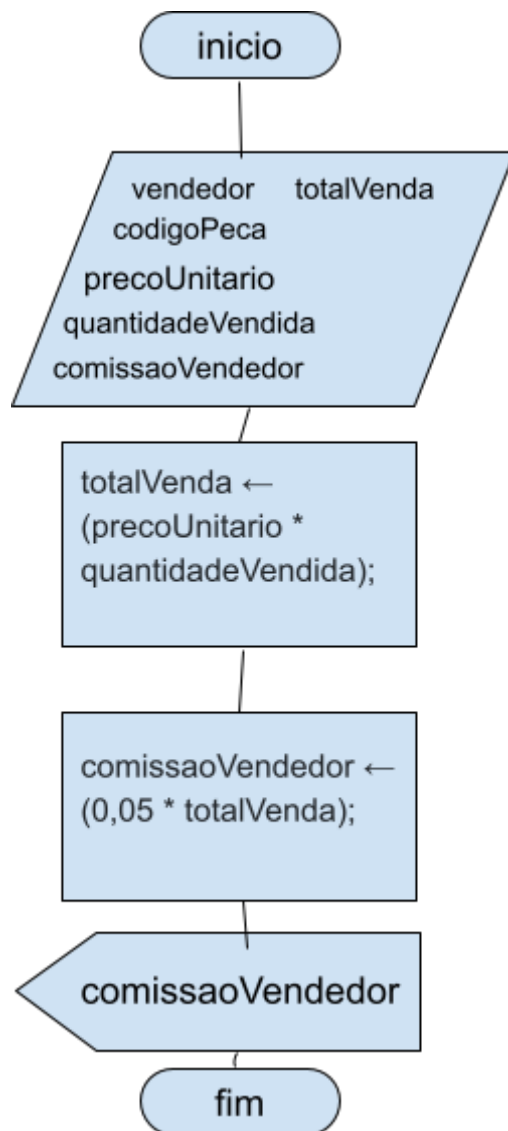 inicio
vendedor totalVenda
codigoPeca
precoUnitario
quantidadeVendida
comissaoVendedor
totalVenda ←
(precoUnitario *
quantidadeVendida);
comissaoVendedor ←
(0,05 * totalVenda);
comissaoVendedor
fim